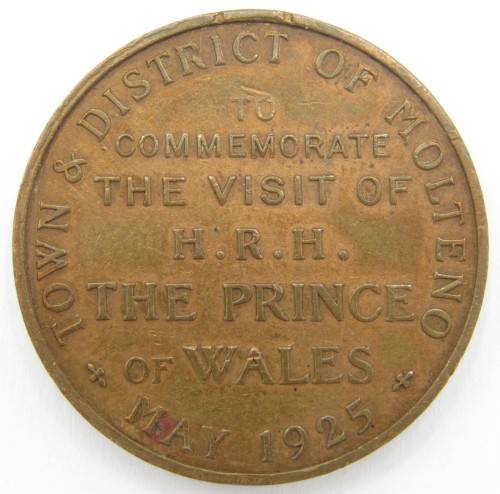 TOWN & DISTRICT OF MOLTENO
TO
COMMEMORATE
THE VISIT OF
H.R.H.
THE PRINCE
OF WALES
MAY 1925